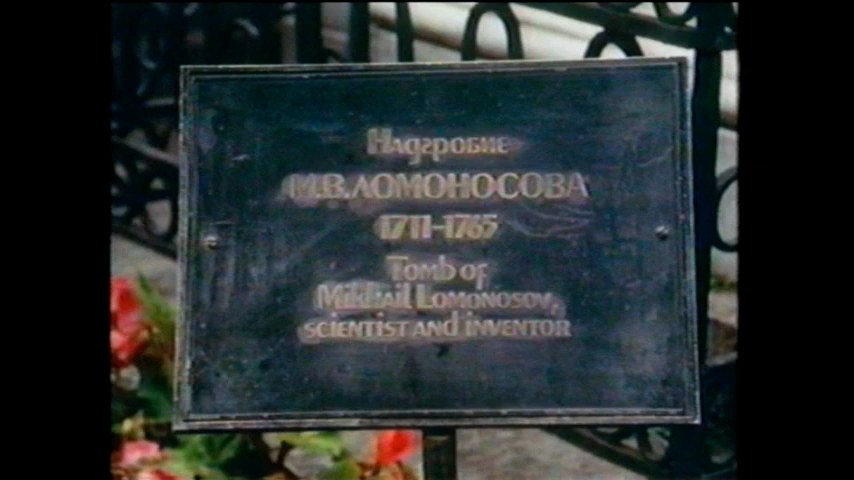 Надгробие
М.В.ЛОМОНОСОВА
1711–1765
Tomb of
Mikhail Lomonosov,
scientist and inventor